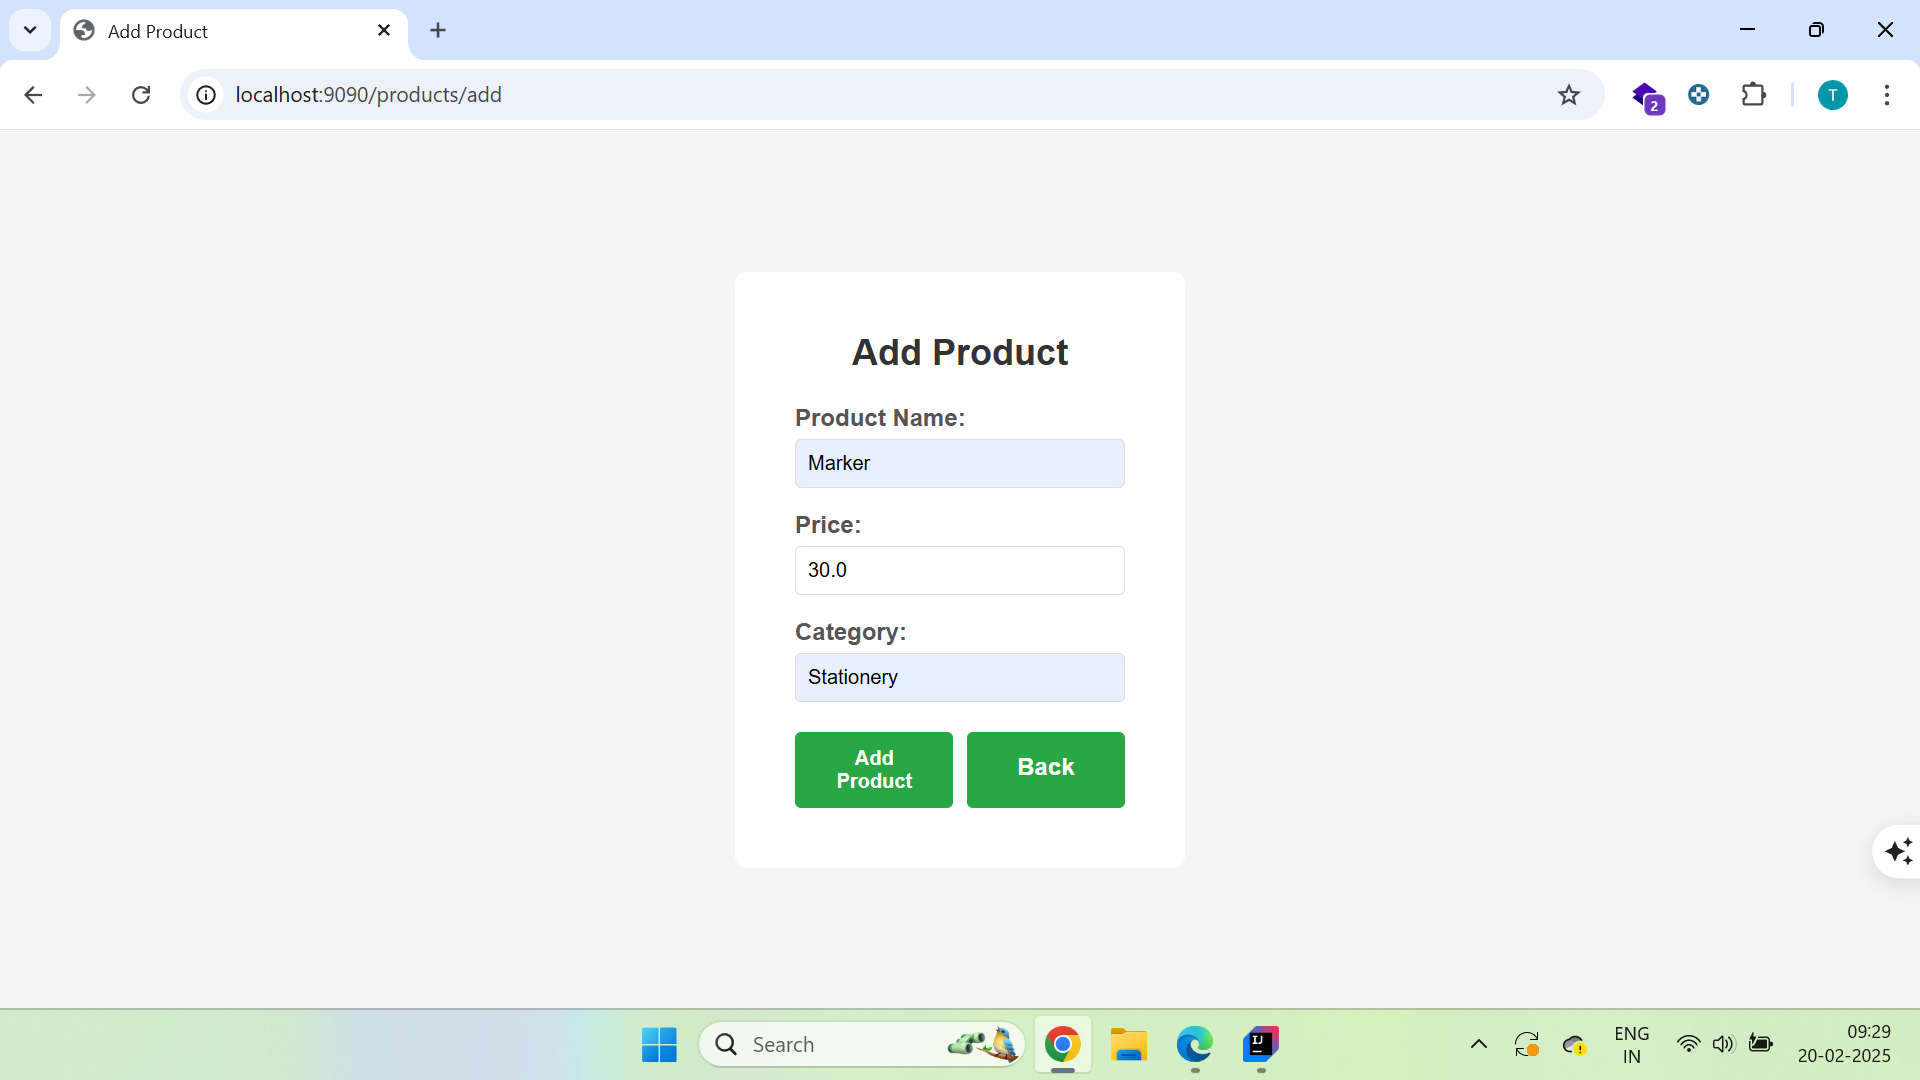 Add Product
localhost:9090/products/add
2
T
Add Product
Product Name:
Marker
Price:
30.0
Category:
Stationery
Add
Product
Back
Search
IJ
ENG
IN
09:29
20-02-2025